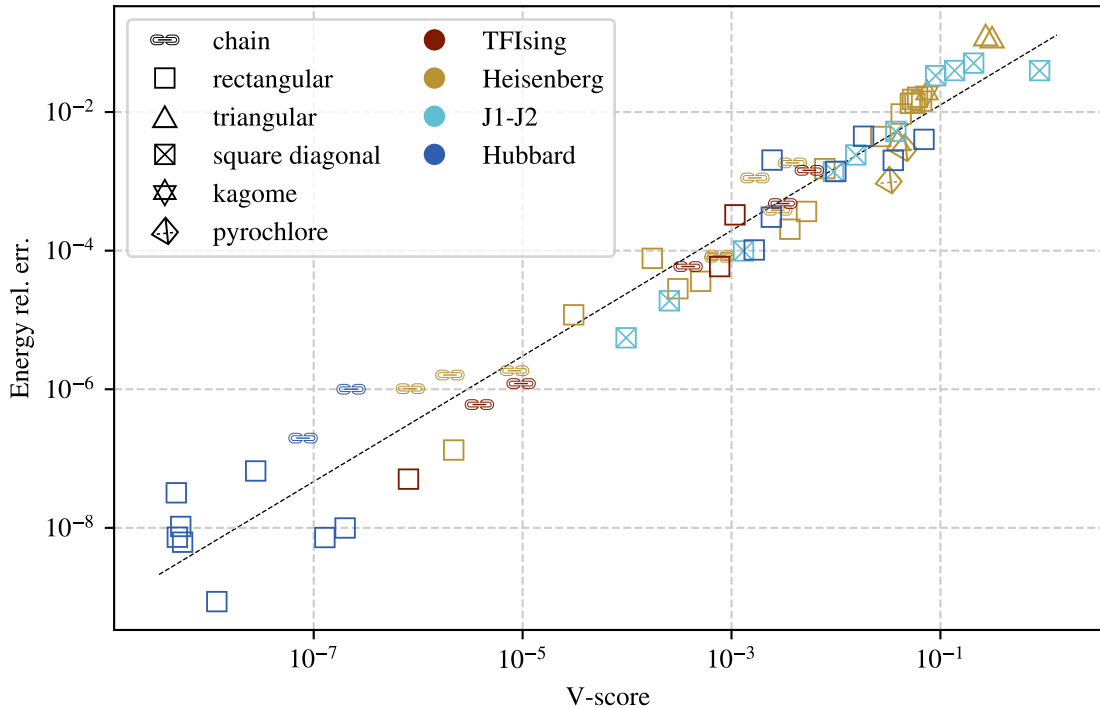 chain
rectangular
triangular
square diagonal
kagome
pyrochlore
TFIsing
Heisenberg
J1-J2
Hubbard
Energy rel. err.
10⁻²
10⁻⁴
10⁻⁶
10⁻⁸
10⁻⁷
10⁻⁵
10⁻³
10⁻¹
V-score